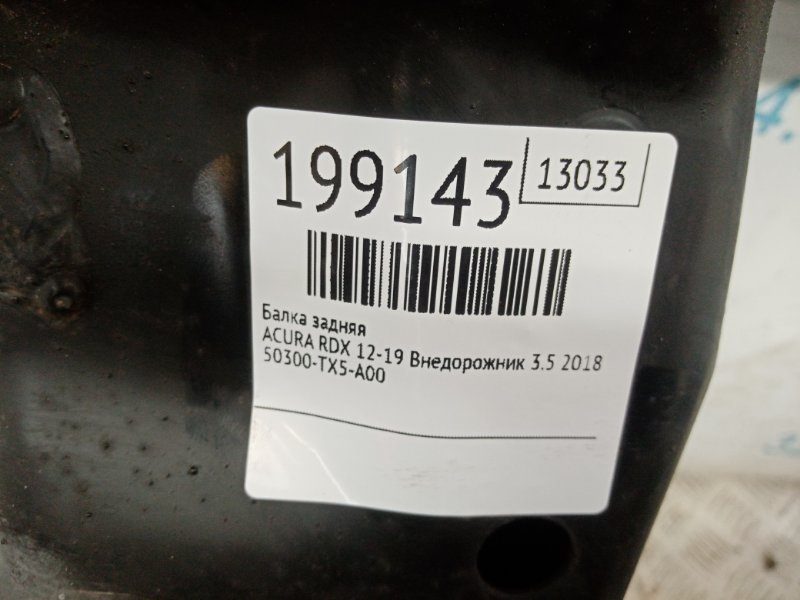 199143
13033
Балка задняя
ACURA RDX 12-19 Внедорожник 3.5 2018
50300-TX5-A00